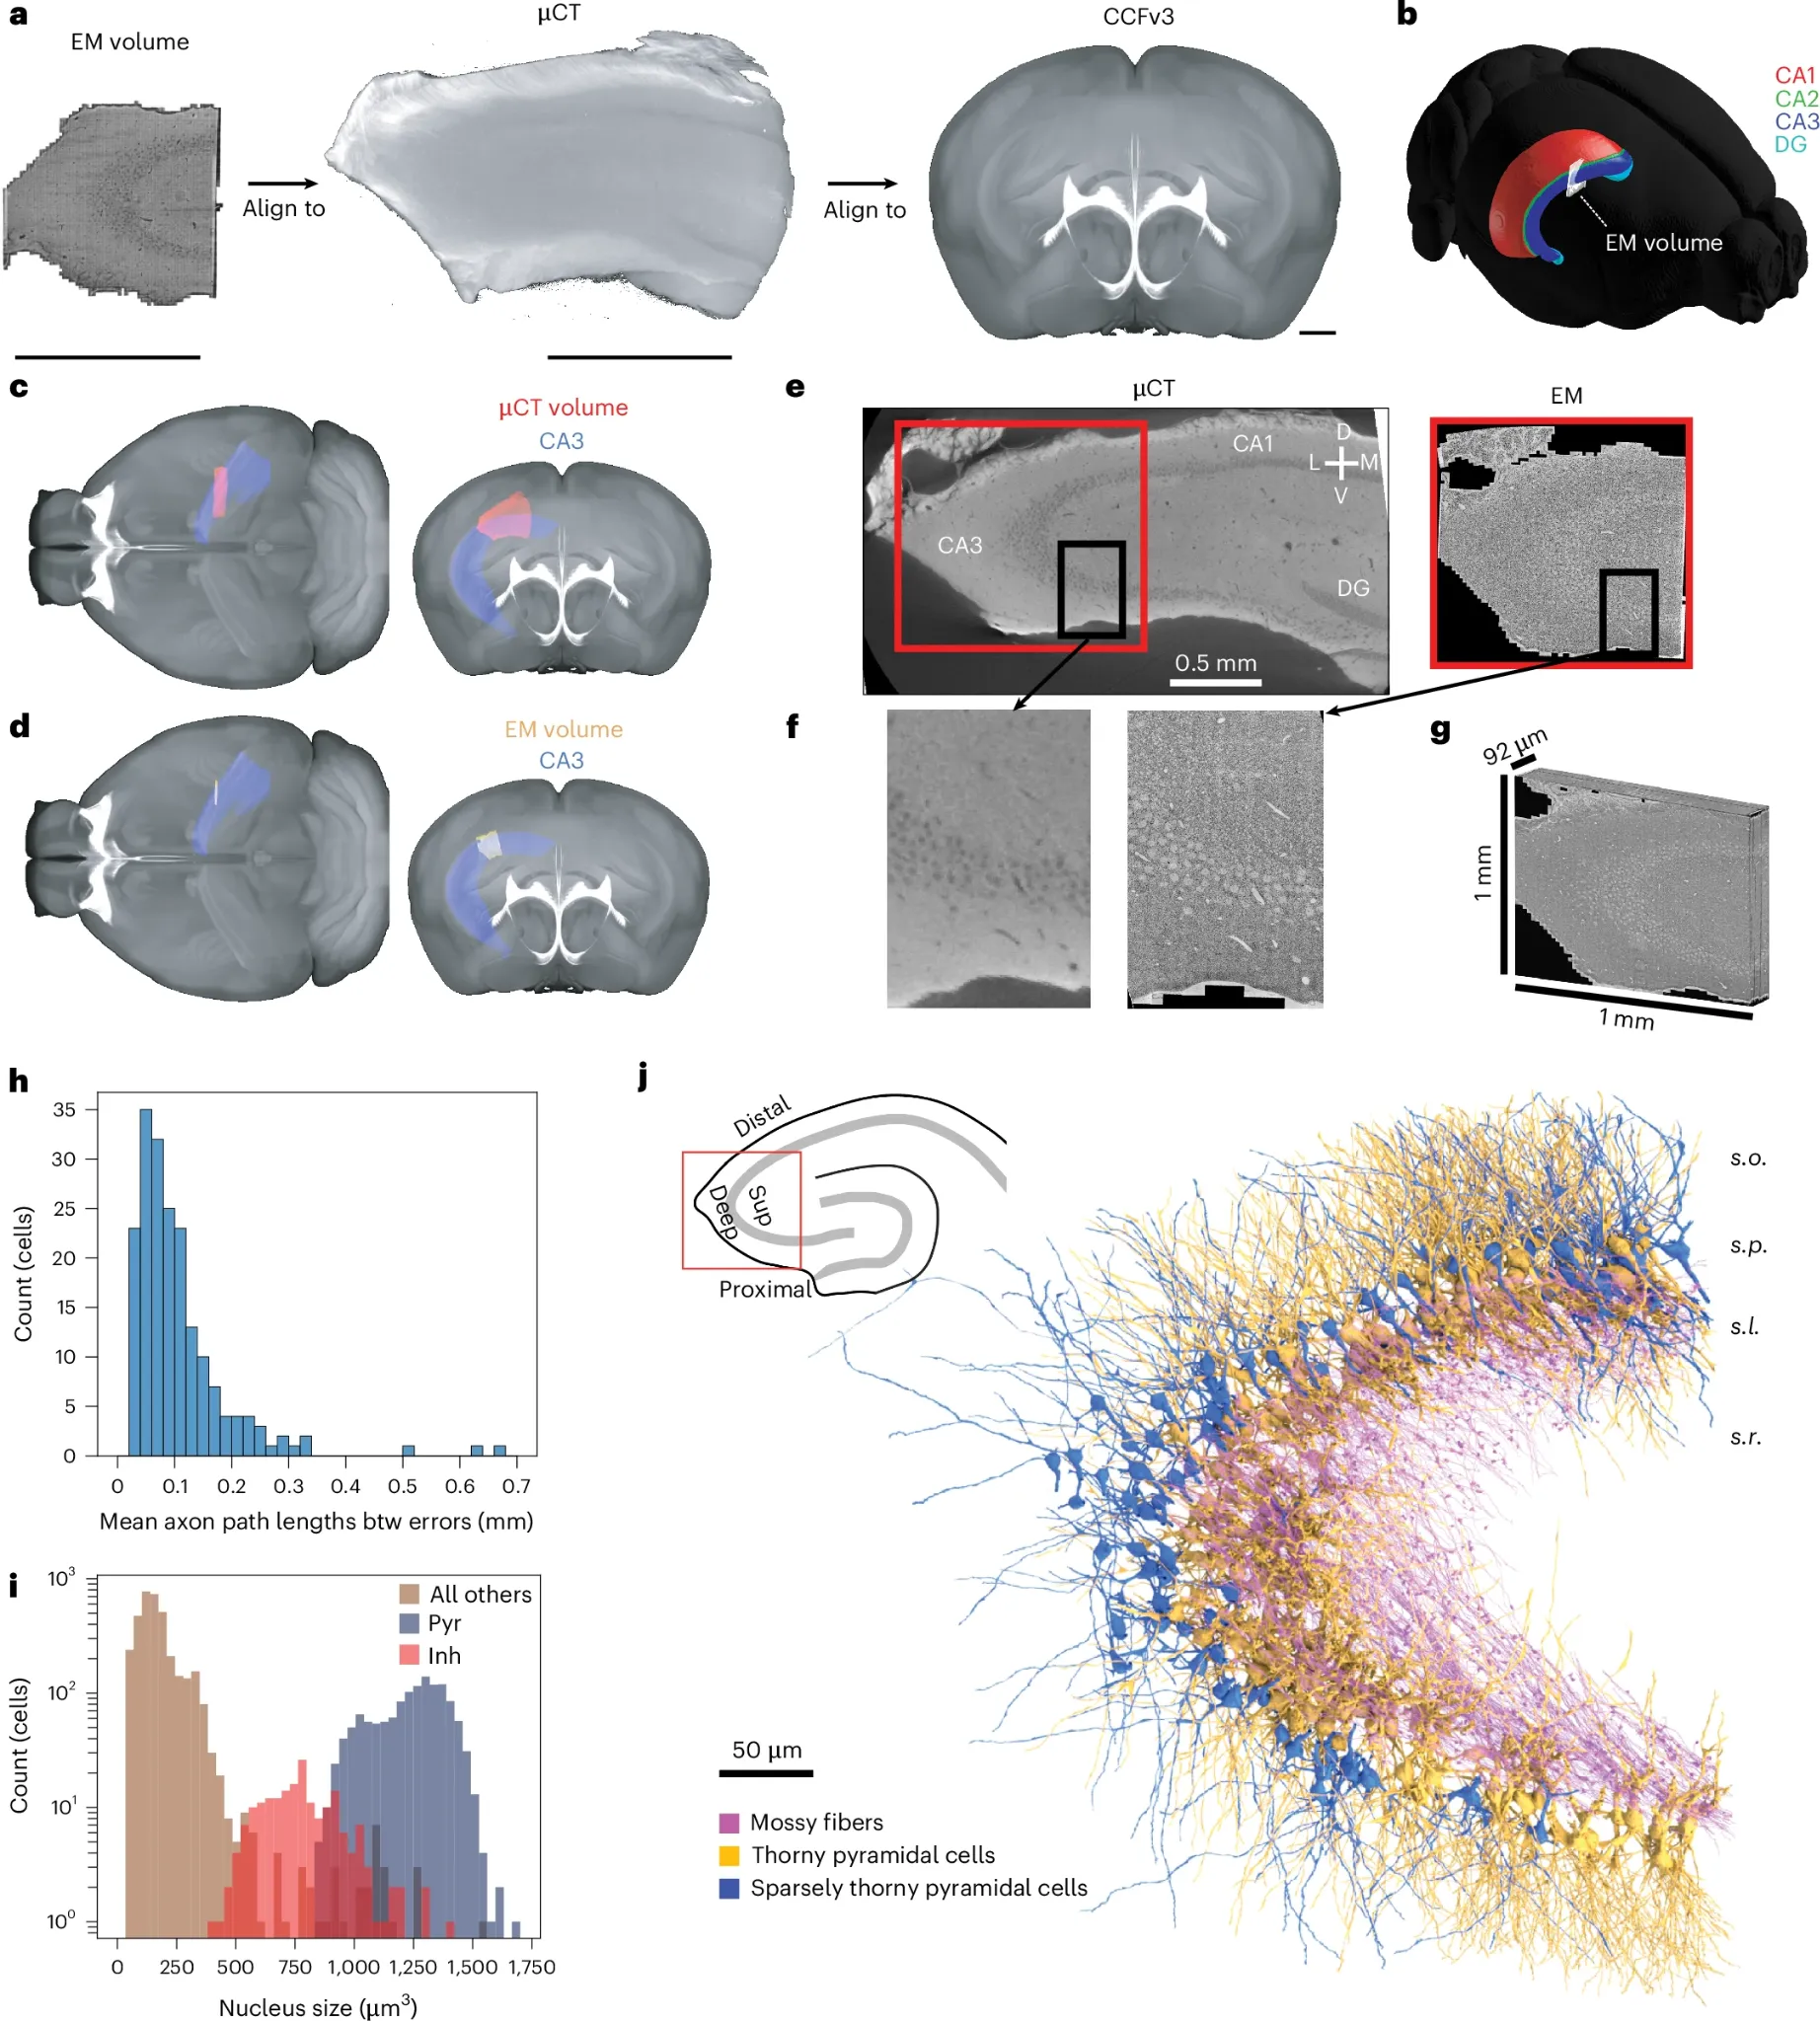 a
EM volume
µCT
CCFv3
Align to
Align to
b
CA1
CA2
CA3
DG
EM volume
c
µCT volume
CA3
d
EM volume
CA3
e
µCT
EM
CA1
D
L
M
V
CA3
DG
0.5 mm
f
g
92 µm
1 mm
1 mm
h
35
30
25
20
15
10
5
0
Count (cells)
0 0.1 0.2 0.3 0.4 0.5 0.6 0.7
Mean axon path lengths btw errors (mm)
i
10³
10²
10¹
10⁰
Count (cells)
All others
Pyr
Inh
0 250 500 750 1,000 1,250 1,500 1,750
Nucleus size (µm³)
j
Distal
Deep
Sup
Proximal
s.o.
s.p.
s.l.
s.r.
50 µm
Mossy fibers
Thorny pyramidal cells
Sparsely thorny pyramidal cells